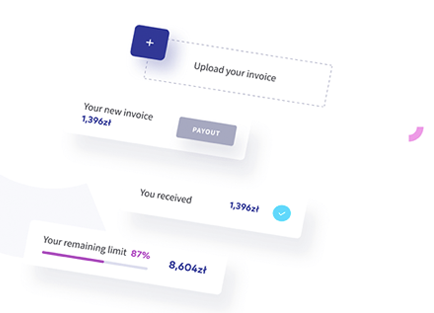 +
Upload your invoice
Your new invoice
1,396zł
PAYOUT
You received
1,396zł
Your remaining limit 87%
8,604zł